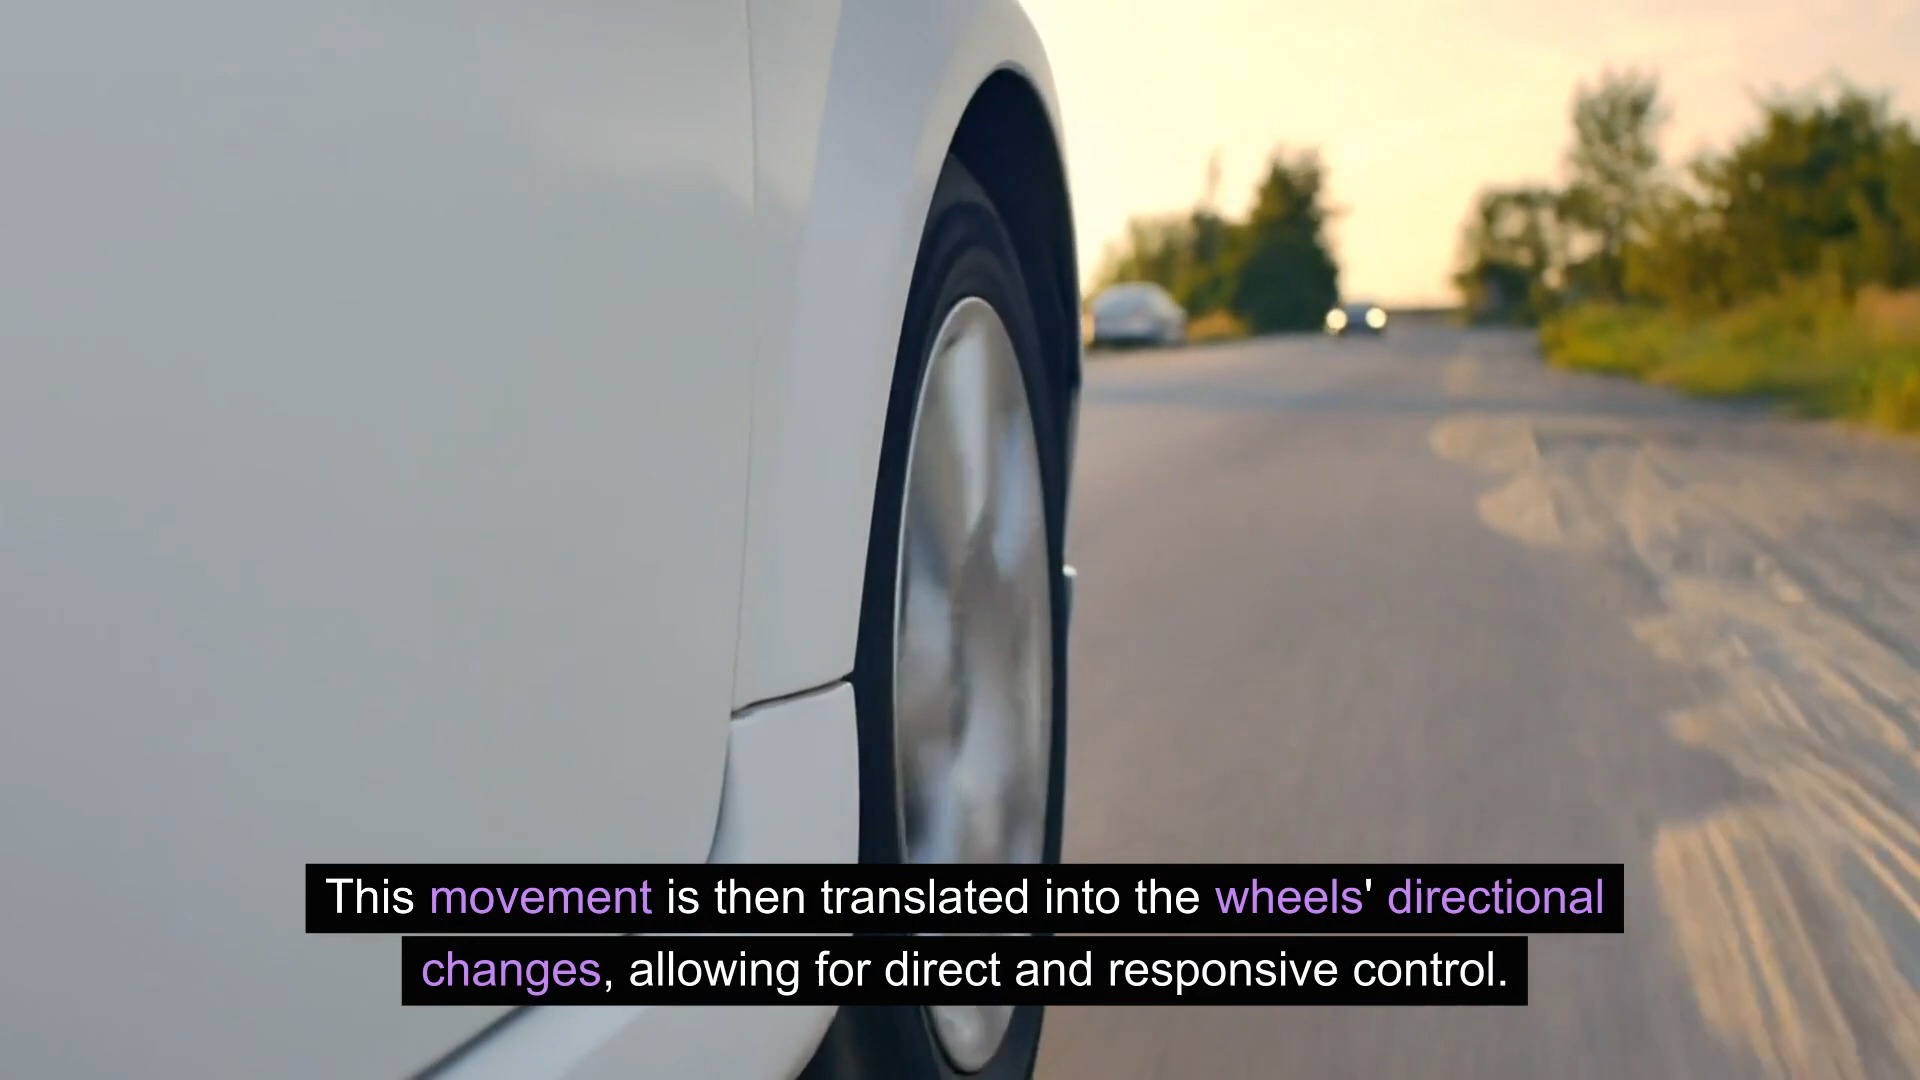 This movement is then translated into the wheels' directional
changes, allowing for direct and responsive control.